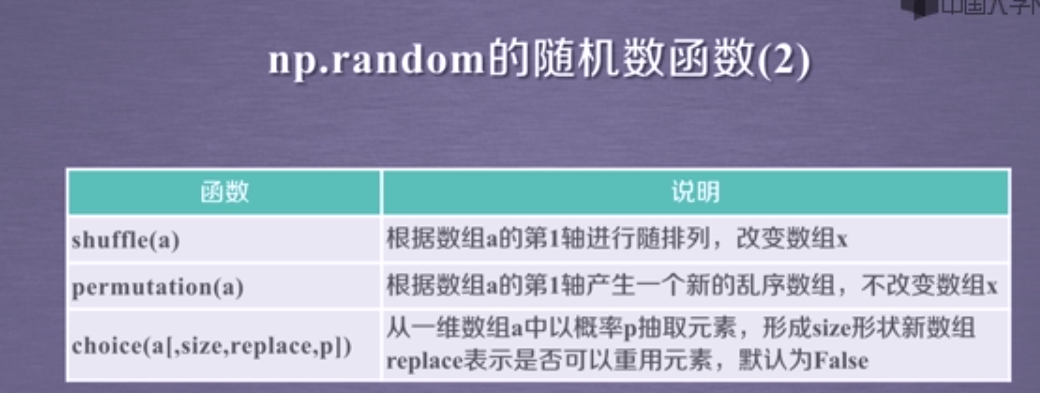 中国大学M
np.random的随机数函数(2)
函数 说明
shuffle(a) 根据数组a的第1轴进行随排列，改变数组x
permutation(a) 根据数组a的第1轴产生一个新的乱序数组，不改变数组x
choice(a[,size,replace,p]) 从一维数组a中以概率p抽取元素，形成size形状新数组
replace表示是否可以重用元素，默认为False